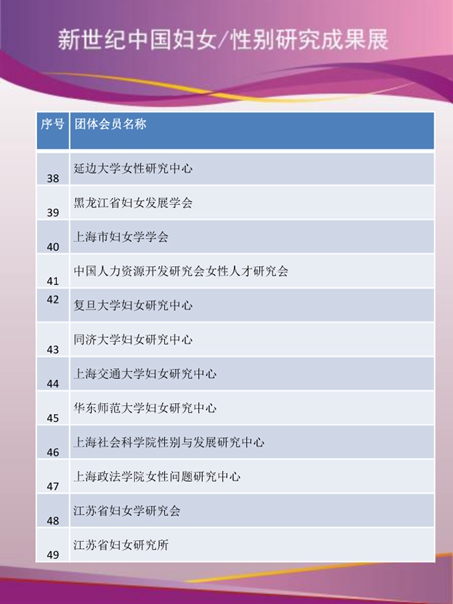 新世纪中国妇女/性别研究成果展
序号 团体会员名称
38 延边大学女性研究中心
39 黑龙江省妇女发展学会
40 上海市妇女学学会
41 中国人力资源开发研究会女性人才研究会
42 复旦大学妇女研究中心
43 同济大学妇女研究中心
44 上海交通大学妇女研究中心
45 华东师范大学妇女研究中心
46 上海社会科学院性别与发展研究中心
47 上海政法学院女性问题研究中心
48 江苏省妇女学研究会
49 江苏省妇女研究所